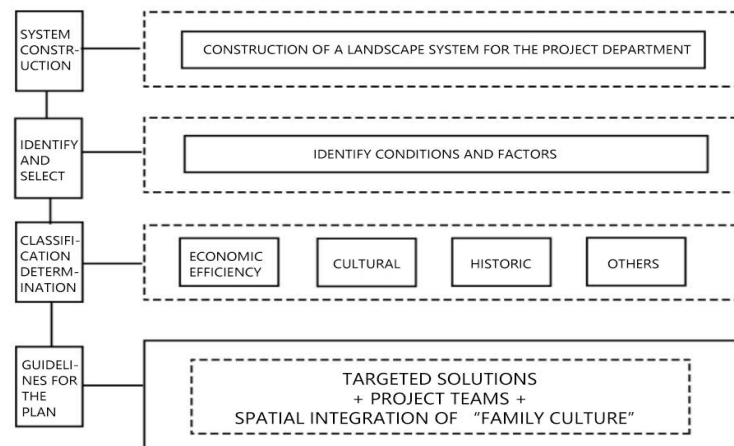 SYSTEM
CONSTR-
UCTION
CONSTRUCTION OF A LANDSCAPE SYSTEM FOR THE PROJECT DEPARTMENT
IDENTIFY
AND
SELECT
IDENTIFY CONDITIONS AND FACTORS
CLASSIFI-
CATION
DETERM-
INATION
ECONOMIC
EFFICIENCY
CULTURAL
HISTORIC
OTHERS
GUIDELI-
NES FOR
THE
PLAN
TARGETED SOLUTIONS
+ PROJECT TEAMS +
SPATIAL INTEGRATION OF “FAMILY CULTURE”